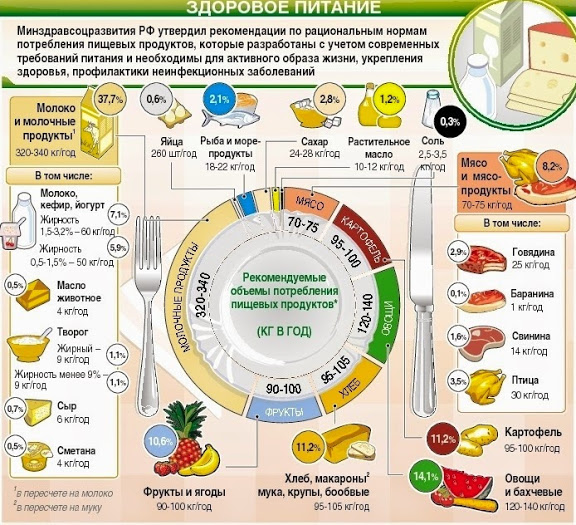 ЗДОРОВОЕ ПИТАНИЕ
Минздравсоцразвития РФ утвердил рекомендации по рациональным нормам
потребления пищевых продуктов, которые разработаны с учетом современных
требований питания и необходимы для активного образа жизни, укрепления
здоровья, профилактики неинфекционных заболеваний
Молоко
и молочные
продукты¹
320-340 кг/год
37,7%
0,6%
Яйца
260 шт/год
2,1%
Рыба и море-
продукты
18-22 кг/год
2,8%
Сахар
24-28 кг/год
1,2%
Растительное
масло
10-12 кг/год
0,3%
Соль
2,5-3,5
кг/год
Мясо
и мясо-
продукты
70-75 кг/год
8,2%
В том числе:
Молоко,
кефир, йогурт
Жирность
1,5-3,2% – 60 кг/год
7,1%
Жирность
0,5-1,5% – 50 кг/год
5,9%
0,5%
Масло
животное
4 кг/год
Творог
Жирный –
9 кг/год
1,1%
Жирность менее 9% –
9 кг/год
1,1%
0,7%
Сыр
6 кг/год
0,5%
Сметана
4 кг/год
¹в пересчете на молоко
²в пересчете на муку
МОЛОЧНЫЕ ПРОДУКТЫ
320-340
МЯСО
70-75
КАРТОФЕЛЬ
95-100
ОВОЩИ
120-140
ХЛЕБ
95-105
ФРУКТЫ
90-100
Рекомендуемые
объемы потребления
пищевых продуктов*
(КГ В ГОД)
В том числе:
2,9%
Говядина
25 кг/год
0,1%
Баранина
1 кг/год
1,6%
Свинина
14 кг/год
3,5%
Птица
30 кг/год
10,6%
Фрукты и ягоды
90-100 кг/год
11,2%
Хлеб, макароны²
мука, крупы, бообвые
95-105 кг/год
11,2%
Картофель
95-100 кг/год
14,1%
Овощи
и бахчевые
120-140 кг/год